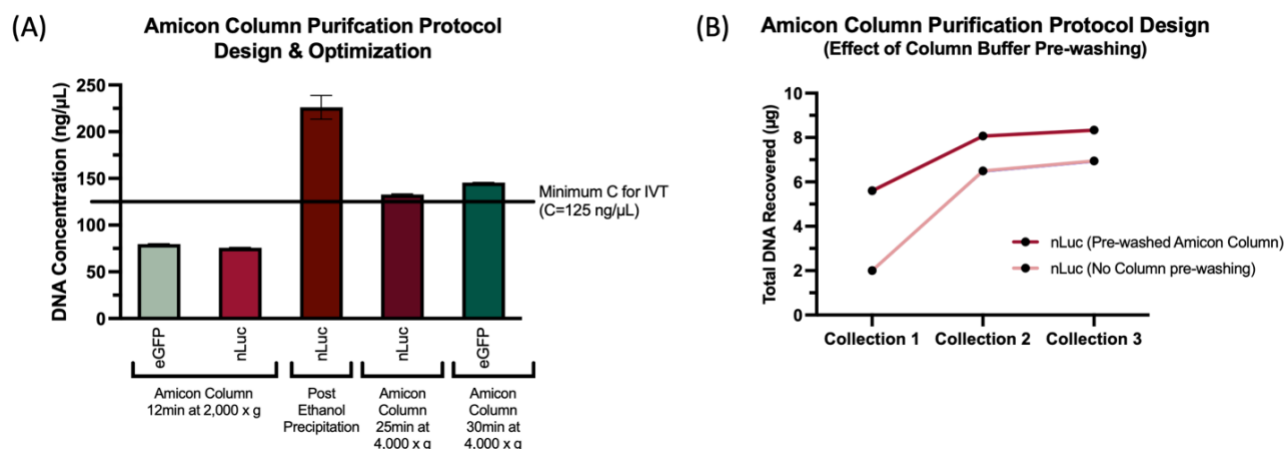 (A)
Amicon Column Purifcation Protocol
Design & Optimization
DNA Concentration (ng/µL)
250
200
150
100
50
0
Minimum C for IVT
(C=125 ng/µL)
eGFP
nLuc
nLuc
nLuc
eGFP
Amicon Column
12min at 2,000 x g
Post
Ethanol
Precipitation
Amicon
Column
25min at
4,000 x g
Amicon
Column
30min at
4,000 x g
(B)
Amicon Column Purification Protocol Design
(Effect of Column Buffer Pre-washing)
Total DNA Recovered (µg)
10
8
6
4
2
0
nLuc (Pre-washed Amicon Column)
nLuc (No Column pre-washing)
Collection 1
Collection 2
Collection 3